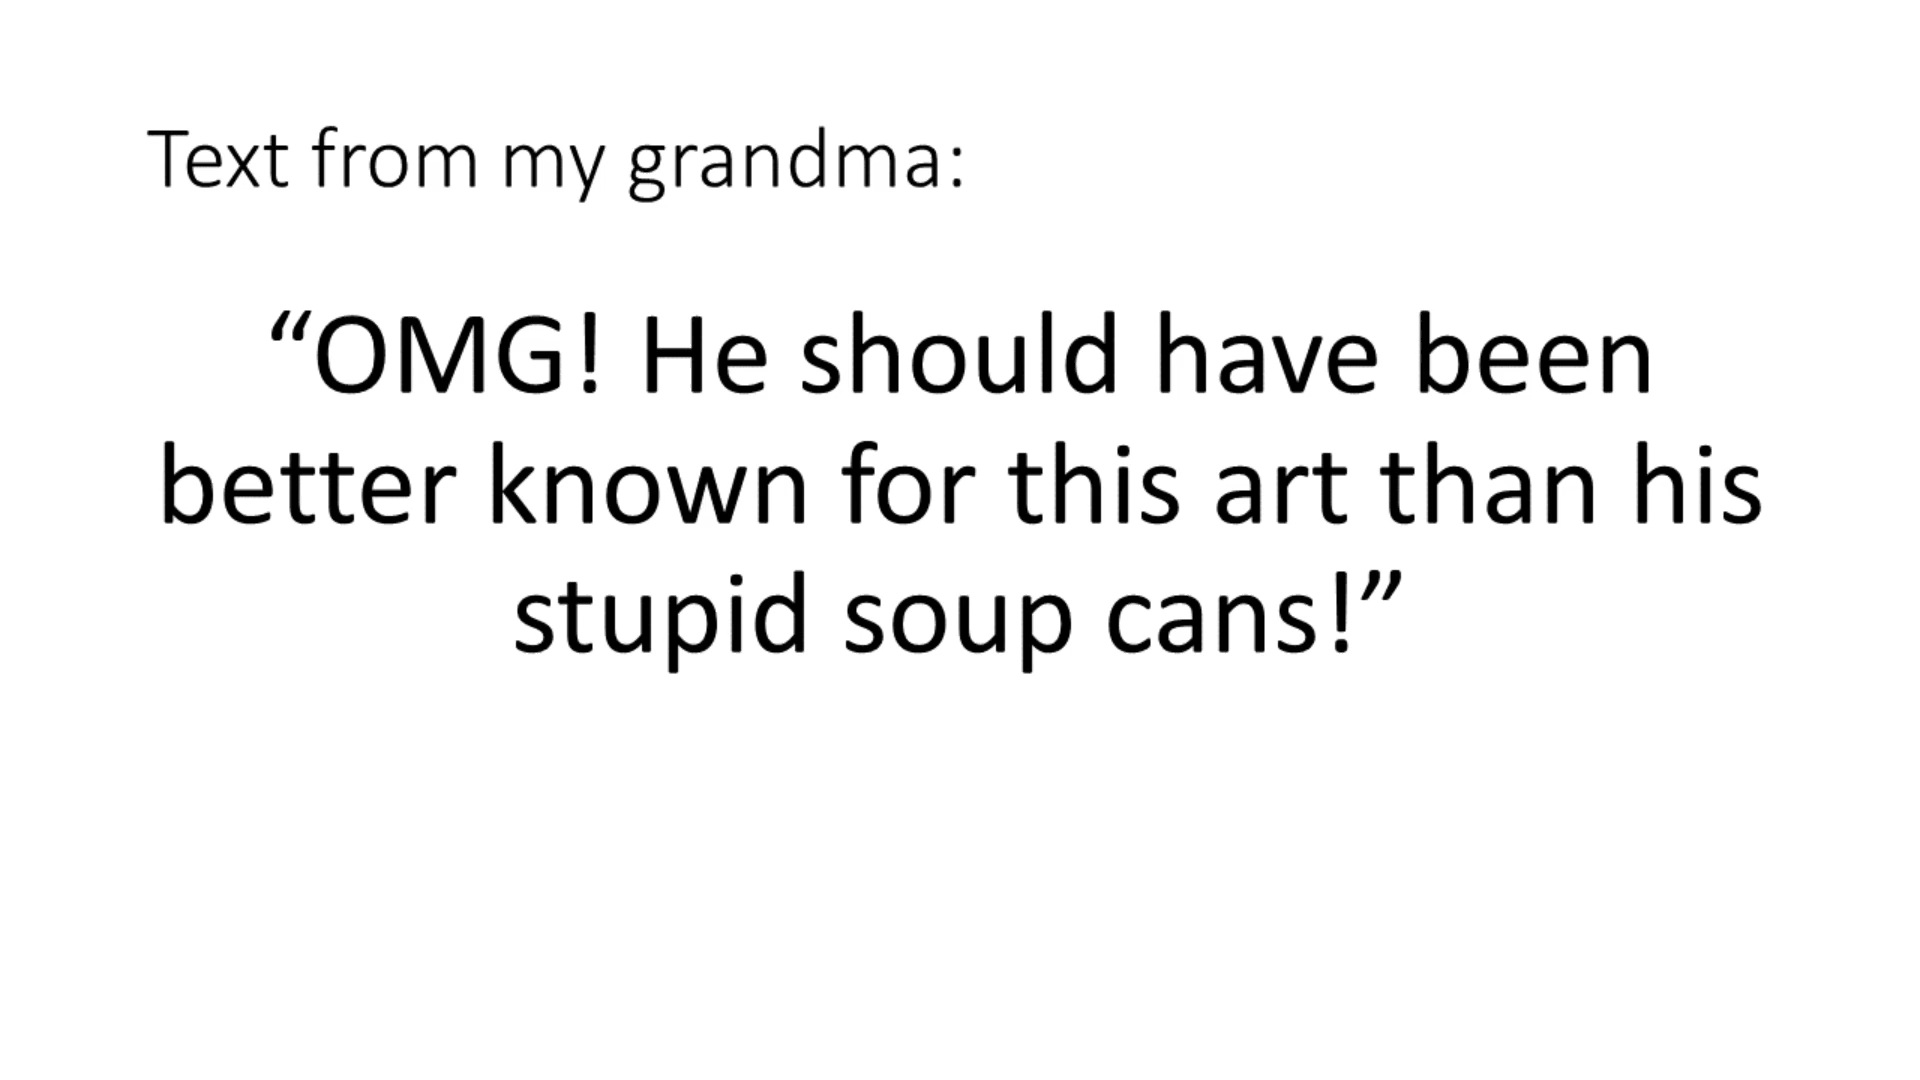 Text from my grandma:
“OMG! He should have been
better known for this art than his
stupid soup cans!”